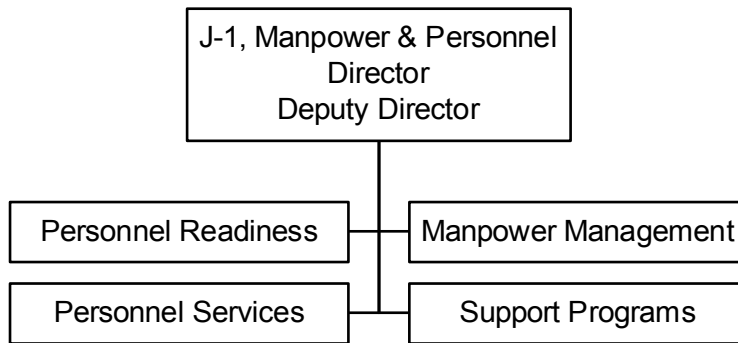 J-1, Manpower & Personnel
Director
Deputy Director
Personnel Readiness
Manpower Management
Personnel Services
Support Programs